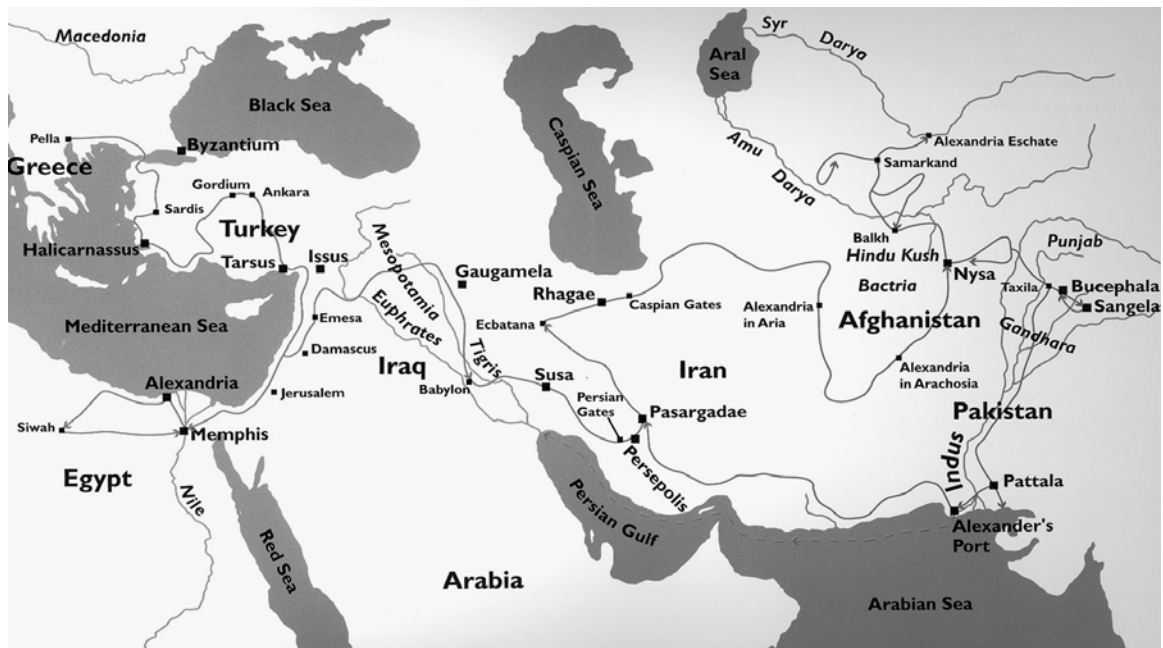 Macedonia
Syr
Darya
Aral
Sea
Black Sea
Caspian Sea
Pella
Byzantium
Greece
Alexandria Eschate
Amu
Darya
Samarkand
Gordium
Ankara
Sardis
Turkey
Halicarnassus
Tarsus
Issus
Mesopotamia
Balkh
Hindu Kush
Punjab
Nysa
Gaugamela
Bactria
Taxila
Bucephala
Sangela
Rhagae
Caspian Gates
Alexandria
in Aria
Afghanistan
Gandhara
Mediterranean Sea
Emesa
Euphrates
Ecbatana
Damascus
Iraq
Tigris
Iran
Alexandria
in Arachosia
Alexandria
Jerusalem
Babylon
Susa
Persian
Gates
Pasargadae
Pakistan
Siwah
Memphis
Persepolis
Indus
Egypt
Nile
Pattala
Persian Gulf
Alexander's
Port
Red Sea
Arabia
Arabian Sea